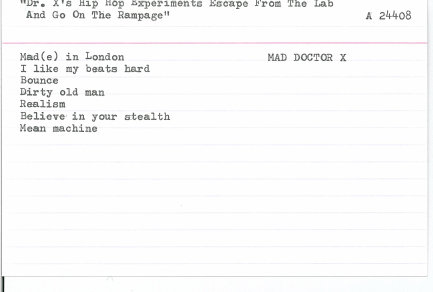 "Dr. X's Hip Hop Experiments Escape From The Lab
And Go On The Rampage"
A 24408
Mad(e) in London
MAD DOCTOR X
I like my beats hard
Bounce
Dirty old man
Realism
Believe in your stealth
Mean machine